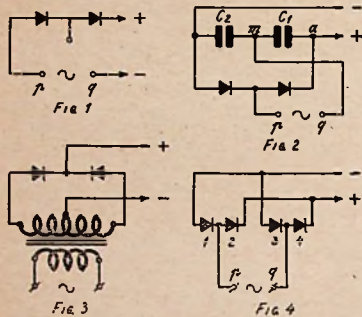 +
p ~ q -
Fig 1
-
C₂ m C₁ a
+
p ~ q
Fig 2
+
-
~
Fig. 3
-
+
1 2 3 4
p ~ q
Fig 4